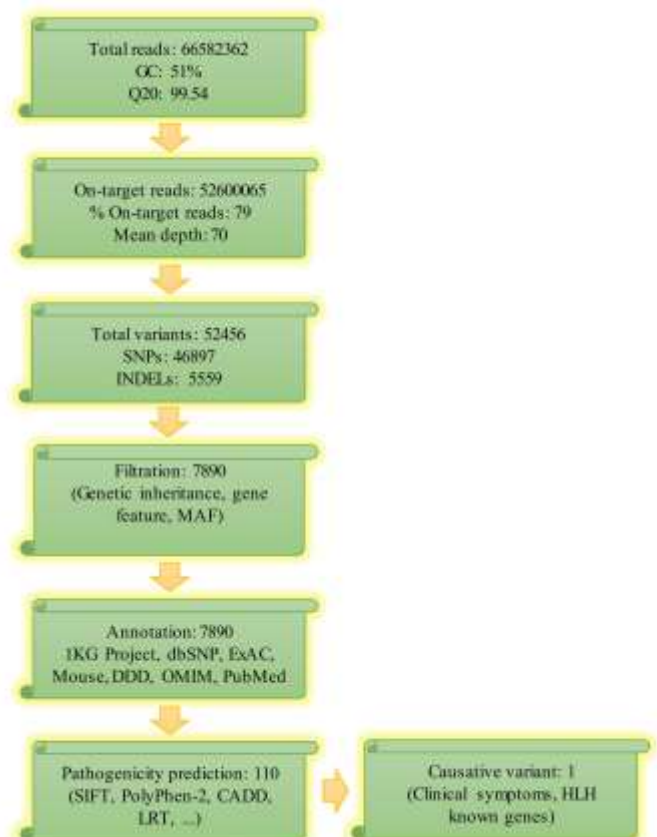 Total reads: 66582362
GC: 51%
Q20: 99.54
On-target reads: 52600065
% On-target reads: 79
Mean depth: 70
Total variants: 52456
SNPs: 46897
INDELs: 5559
Filtration: 7890
(Genetic inheritance, gene
feature, MAF)
Annotation: 7890
1KG Project, dbSNP, ExAC,
Mouse, DDD, OMIM, PubMed
Pathogenicity prediction: 110
(SIFT, PolyPhen-2, CADD,
LRT, ...)
Causative variant: 1
(Clinical symptoms, HLH
known genes)